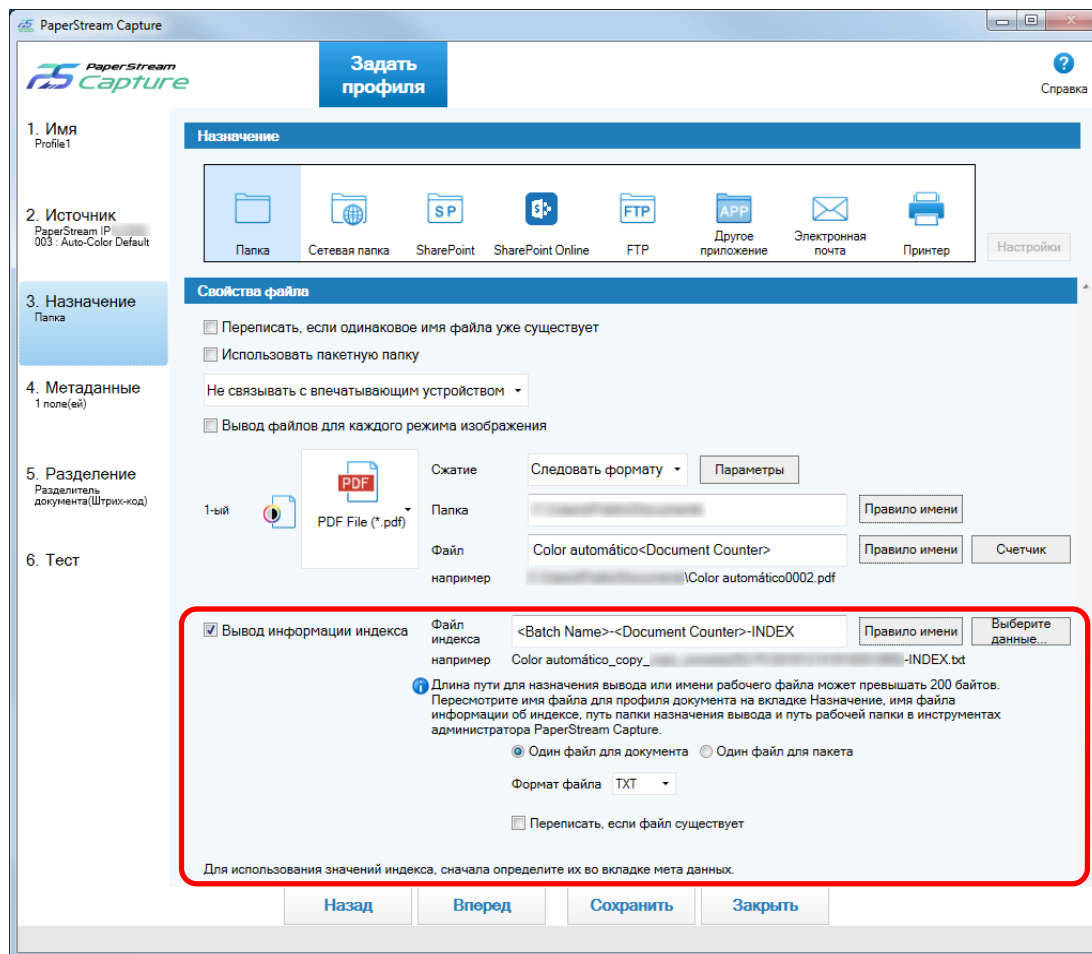 PaperStream Capture
PaperStream
Capture
Задать
профиля
Справка
1. Имя
Profile1
2. Источник
PaperStream IP
003 : Auto-Color Default
3. Назначение
Папка
4. Метаданные
1 поле(ей)
5. Разделение
Разделитель
документа(Штрих-код)
6. Тест
Назначение
Папка
Сетевая папка
SP
SharePoint
S
SharePoint Online
FTP
FTP
APP
Другое
приложение
Электронная
почта
Принтер
Настройки
Свойства файла
Переписать, если одинаковое имя файла уже существует
Использовать пакетную папку
Не связывать с впечатывающим устройством
Вывод файлов для каждого режима изображения
1-ый
PDF
PDF File (*.pdf)
Сжатие
Следовать формату
Параметры
Папка
Правило имени
Файл
Color automático<Document Counter>
Правило имени
Счетчик
например
\Color automático0002.pdf
Вывод информации индекса
Файл
индекса
<Batch Name>-<Document Counter>-INDEX
Правило имени
Выберите
данные...
например
Color automático_copy_ -INDEX.txt
Длина пути для назначения вывода или имени рабочего файла может превышать 200 байтов.
Пересмотрите имя файла для профиля документа на вкладке Назначение, имя файла
информации об индексе, путь папки назначения вывода и путь рабочей папки в инструментах
администратора PaperStream Capture.
Один файл для документа
Один файл для пакета
Формат файла
TXT
Переписать, если файл существует
Для использования значений индекса, сначала определите их во вкладке мета данных.
Назад
Вперед
Сохранить
Закрыть